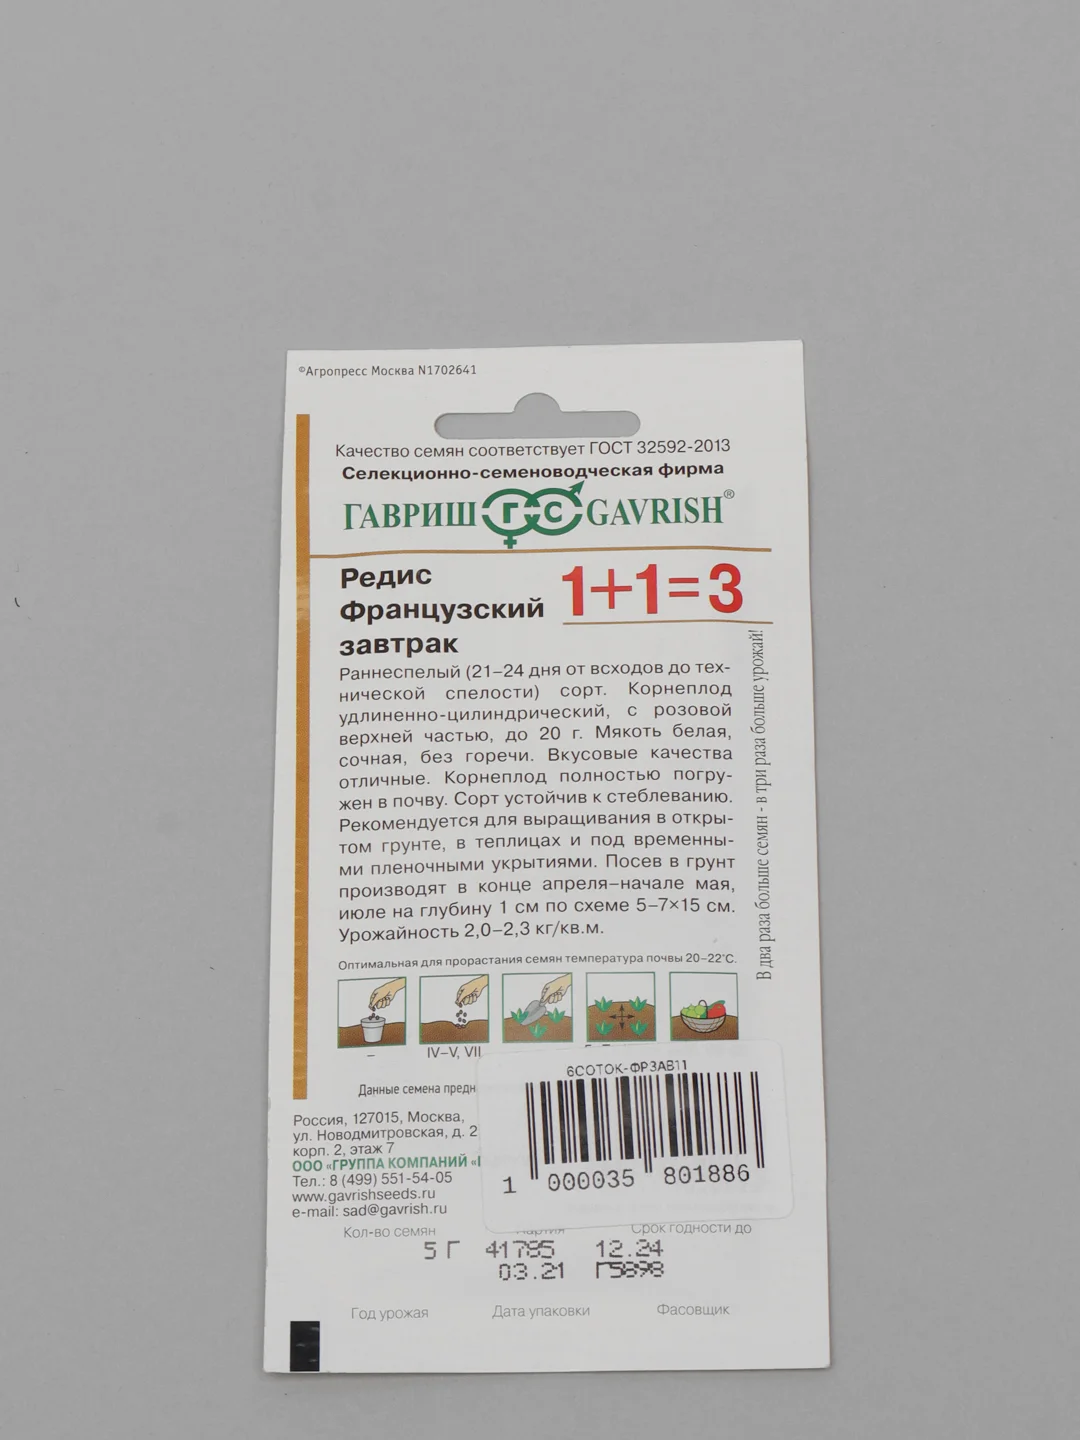 ©Агропресс Москва N1702641
Качество семян соответствует ГОСТ 32592-2013
Селекционно-семеноводческая фирма
ГАВРИШ Г-С GAVRISH®
Редис
Французский
завтрак
1+1=3
Раннеспелый (21–24 дня от всходов до тех-
нической спелости) сорт. Корнеплод
удлиненно-цилиндрический, с розовой
верхней частью, до 20 г. Мякоть белая,
сочная, без горечи. Вкусовые качества
отличные. Корнеплод полностью погру-
жен в почву. Сорт устойчив к стеблеванию.
Рекомендуется для выращивания в откры-
том грунте, в теплицах и под временны-
ми пленочными укрытиями. Посев в грунт
производят в конце апреля–начале мая,
июле на глубину 1 см по схеме 5–7×15 см.
Урожайность 2,0–2,3 кг/кв.м.
В два раза больше семян - в три раза больше урожай!
Оптимальная для прорастания семян температура почвы 20–22°С.
– IV–V, VII
Данные семена
6СОТОК-ФРЗАВ11
1 000035 801886
Россия, 127015, Москва,
ул. Новодмитровская, д. 2
корп. 2, этаж 7
ООО «ГРУППА КОМПАНИЙ
Тел.: 8 (499) 551-54-05
www.gavrishseeds.ru
e-mail: sad@gavrish.ru
Кол-во семян Партия Срок годности до
5 Г 41785 12.24
03.21 Г5898
Год урожая Дата упаковки Фасовщик